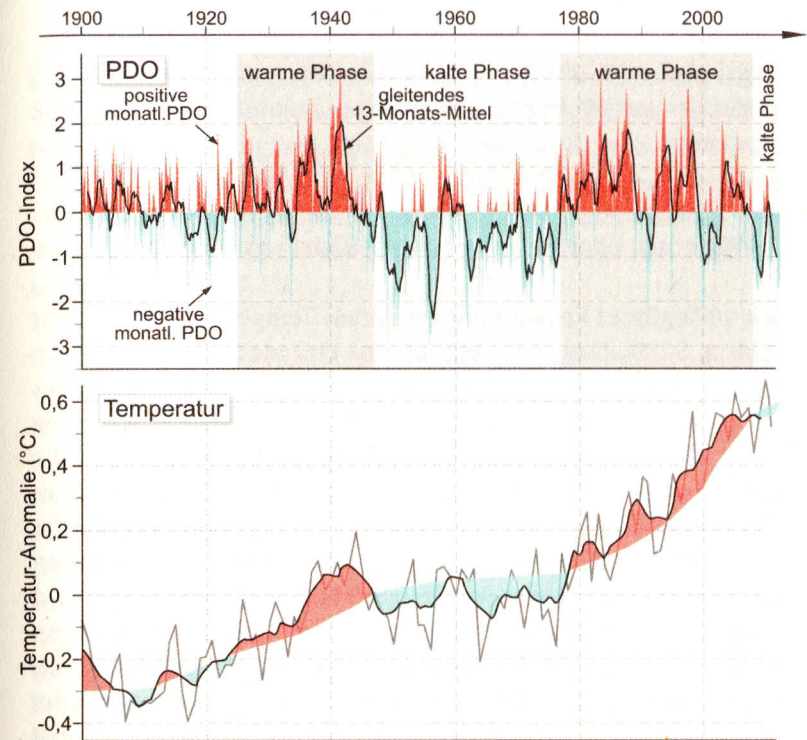 1900 1920 1940 1960 1980 2000
PDO
warme Phase
kalte Phase
warme Phase
kalte Phase
positive
monatl.PDO
gleitendes
13-Monats-Mittel
negative
monatl. PDO
PDO-Index
3
2
1
0
-1
-2
-3
Temperatur
Temperatur-Anomalie (°C)
0,6
0,4
0,2
0
-0,2
-0,4